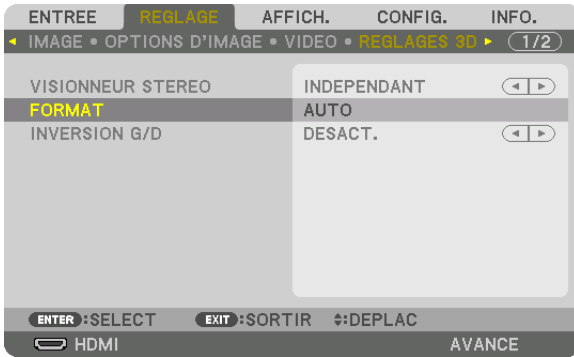 ENTREE REGLAGE AFFICH. CONFIG. INFO.
IMAGE • OPTIONS D'IMAGE • VIDEO • REGLAGES 3D 1/2
VISIONNEUR STEREO INDEPENDANT
FORMAT AUTO
INVERSION G/D DESACT.
ENTER :SELECT EXIT :SORTIR :DEPLAC
HDMI AVANCE